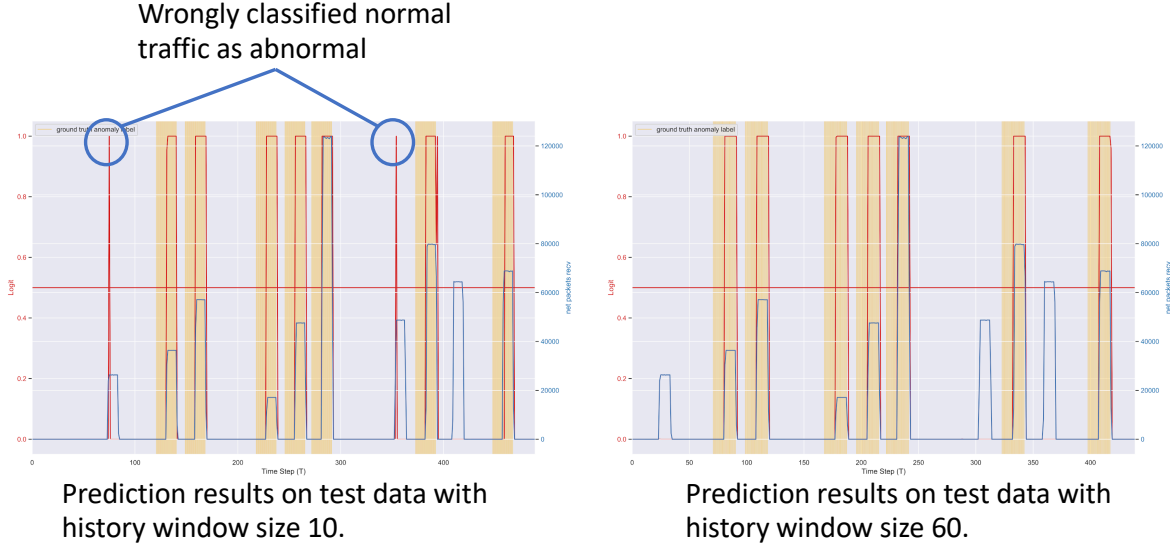 Wrongly classified normal
traffic as abnormal
ground truth anomaly label
1.0
0.8
0.6
0.4
0.2
0.0
Logit
120000
100000
80000
60000
40000
20000
0
net packets recv
0
100
200
300
400
Time Step (T)
ground truth anomaly label
1.0
0.8
0.6
0.4
0.2
0.0
Logit
120000
100000
80000
60000
40000
20000
0
net packets recv
0
50
100
150
200
250
300
350
400
Time Step (T)
Prediction results on test data with
history window size 10.
Prediction results on test data with
history window size 60.